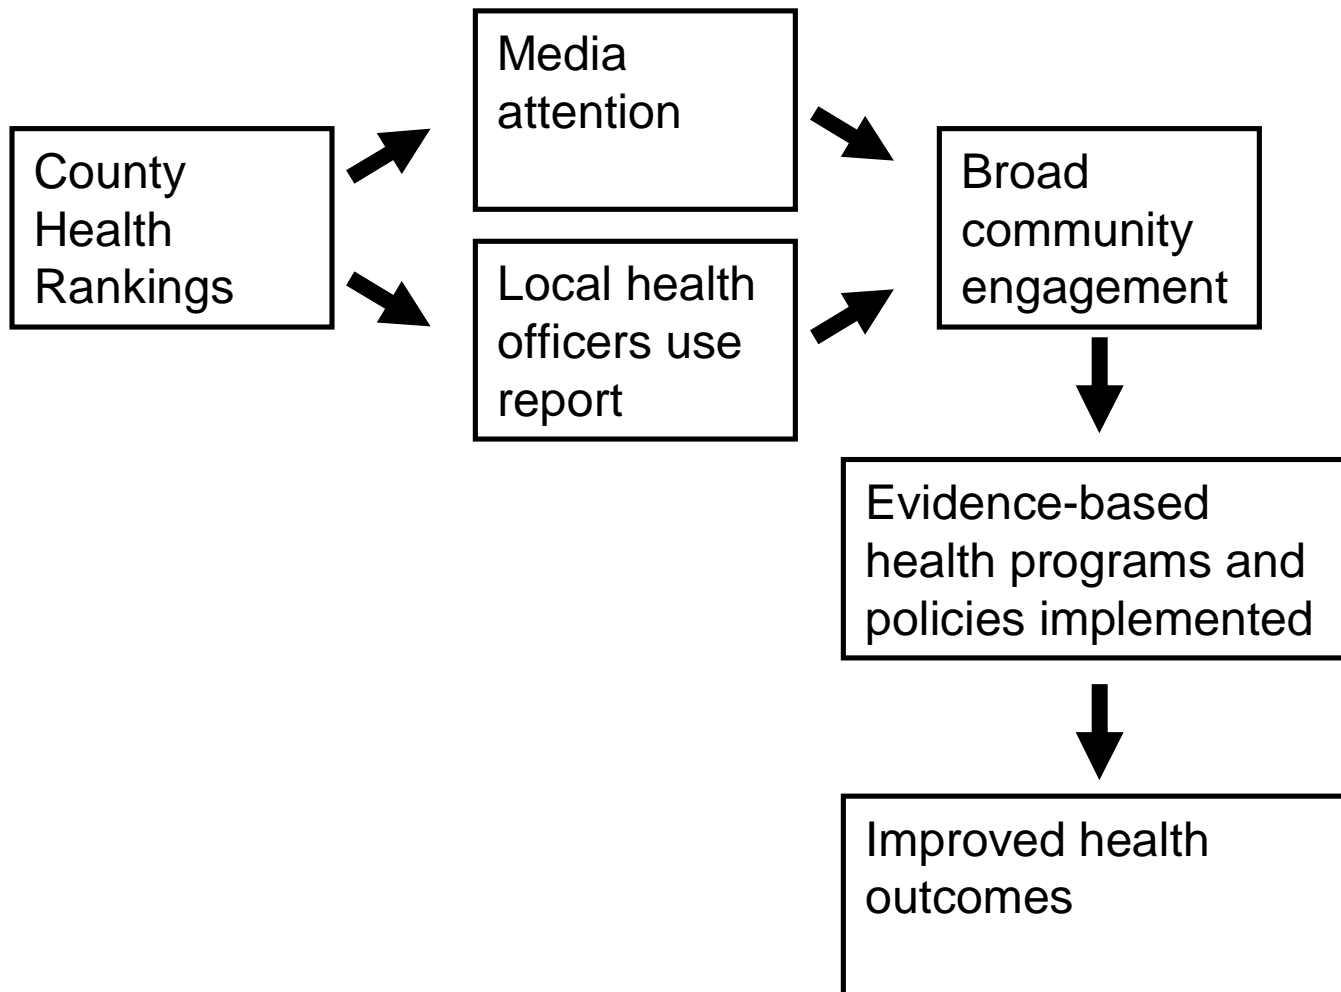 County
Health
Rankings
Media
attention
Local health
officers use
report
Broad
community
engagement
Evidence-based
health programs and
policies implemented
Improved health
outcomes